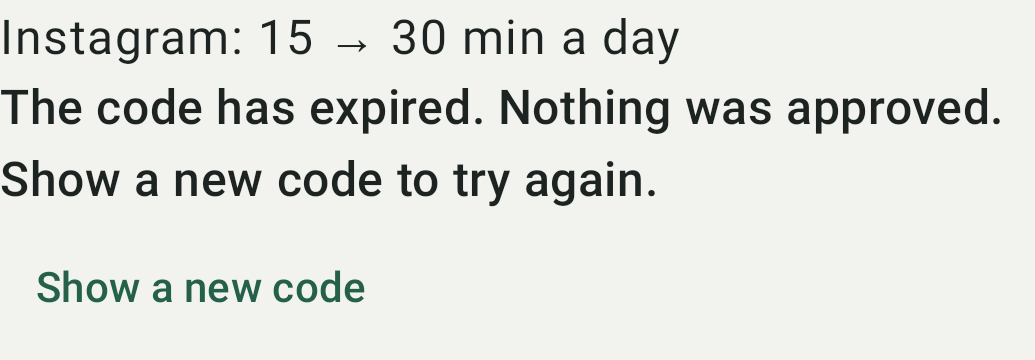 Instagram: 15 → 30 min a day
The code has expired. Nothing was approved.
Show a new code to try again.
Show a new code